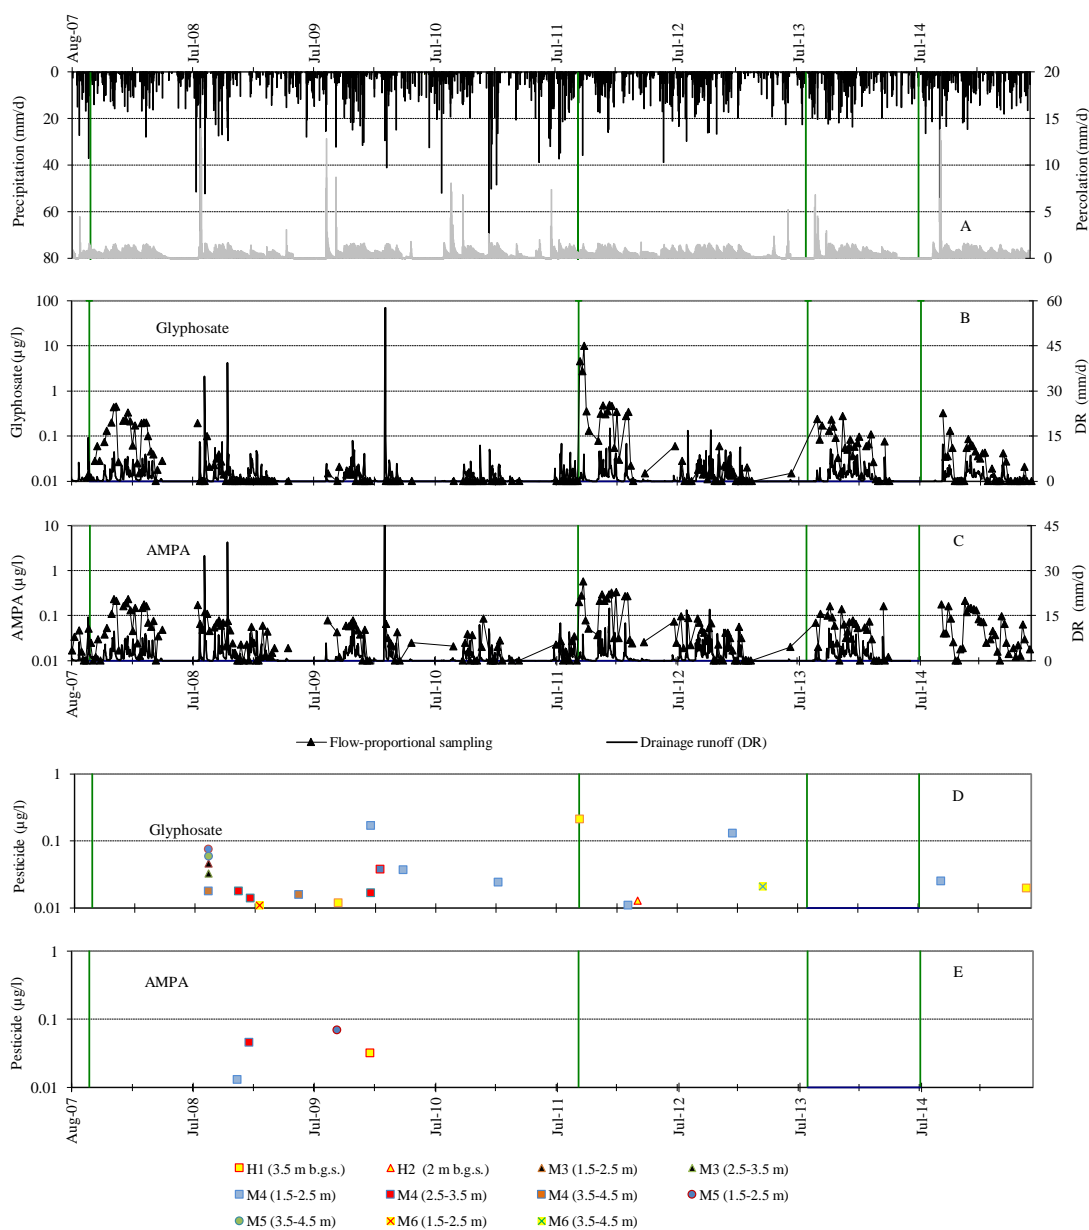 Aug-07 Jul-08 Jul-09 Jul-10 Jul-11 Jul-12 Jul-13 Jul-14
Precipitation (mm/d)
0 20 40 60 80
A
20 15 10 5 0
Percolation (mm/d)
Glyphosate (µg/l)
100 10 1 0.1 0.01
Glyphosate
B
60 45 30 15 0
DR (mm/d)
AMPA (µg/l)
10 1 0.1 0.01
AMPA
C
45 30 15 0
DR (mm/d)
Aug-07 Jul-08 Jul-09 Jul-10 Jul-11 Jul-12 Jul-13 Jul-14
Flow-proportional sampling Drainage runoff (DR)
Pesticide (µg/l)
1 0.1 0.01
Glyphosate
D
Pesticide (µg/l)
1 0.1 0.01
AMPA
E
Aug-07 Jul-08 Jul-09 Jul-10 Jul-11 Jul-12 Jul-13 Jul-14
H1 (3.5 m b.g.s.) H2 (2 m b.g.s.) M3 (1.5-2.5 m) M3 (2.5-3.5 m)
M4 (1.5-2.5 m) M4 (2.5-3.5 m) M4 (3.5-4.5 m) M5 (1.5-2.5 m)
M5 (3.5-4.5 m) M6 (1.5-2.5 m) M6 (3.5-4.5 m)